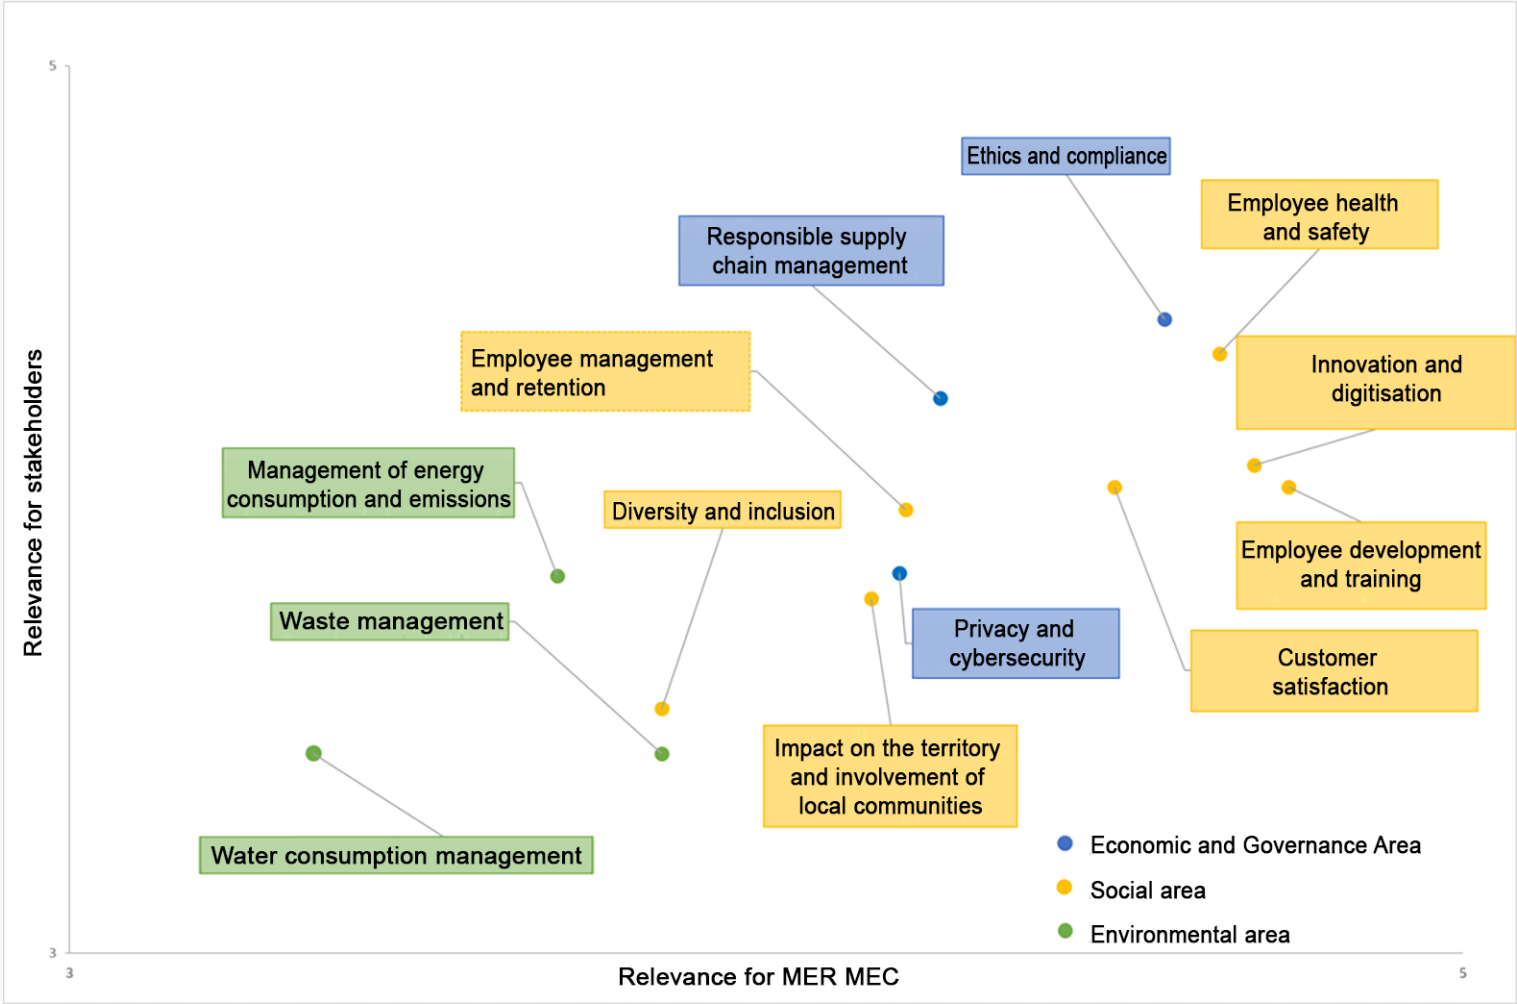 5
Ethics and compliance
Employee health
and safety
Responsible supply
chain management
Employee management
and retention
Innovation and
digitisation
Management of energy
consumption and emissions
Diversity and inclusion
Employee development
and training
Waste management
Privacy and
cybersecurity
Customer
satisfaction
Impact on the territory
and involvement of
local communities
Water consumption management
Economic and Governance Area
Social area
Environmental area
Relevance for stakeholders
3
3
Relevance for MER MEC
5